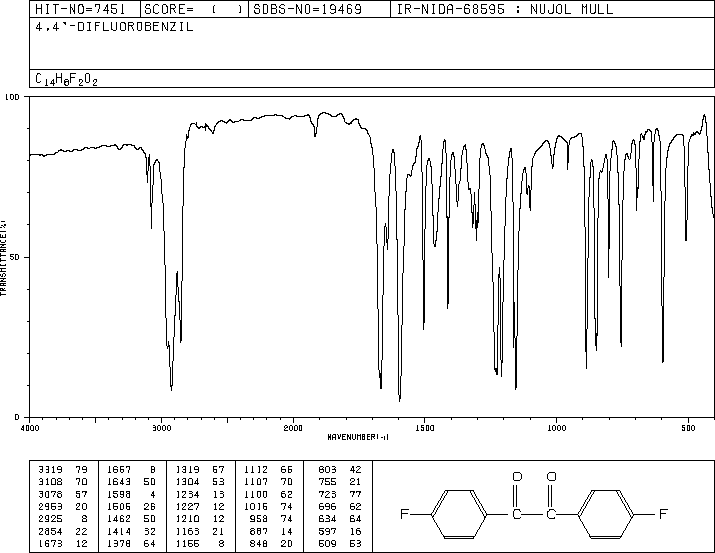 HIT-NO=7451 SCORE= ( ) SDBS-NO=19469 IR-NIDA-68595 : NUJOL MULL
4,4'-DIFLUOROBENZIL
C14H8F2O2
100
50
0
TRANSMITTANCE(%)
4000 3000 2000 1500 1000 500
WAVENUMBER(-1)
3319 79 1667 8 1319 67 1112 66 803 42
3108 70 1643 50 1304 53 1107 70 755 21
3078 57 1598 4 1234 13 1100 62 723 77
2953 20 1506 26 1227 12 1016 74 696 62
2925 8 1462 50 1210 12 958 74 634 64
2854 22 1414 32 1163 21 887 14 597 16
1673 12 1378 64 1155 8 848 20 509 53
O O
F C C F